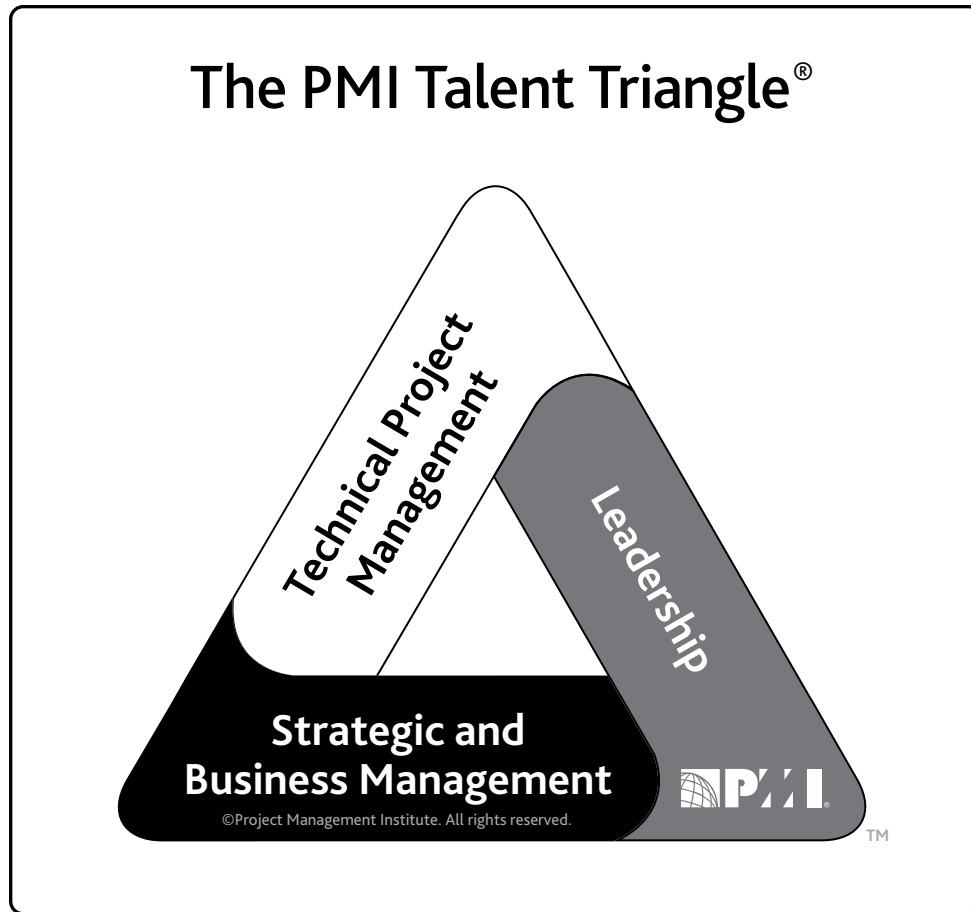 The PMI Talent Triangle®
Technical Project
Management
Leadership
Strategic and
Business Management
©Project Management Institute. All rights reserved.
PMI®
TM